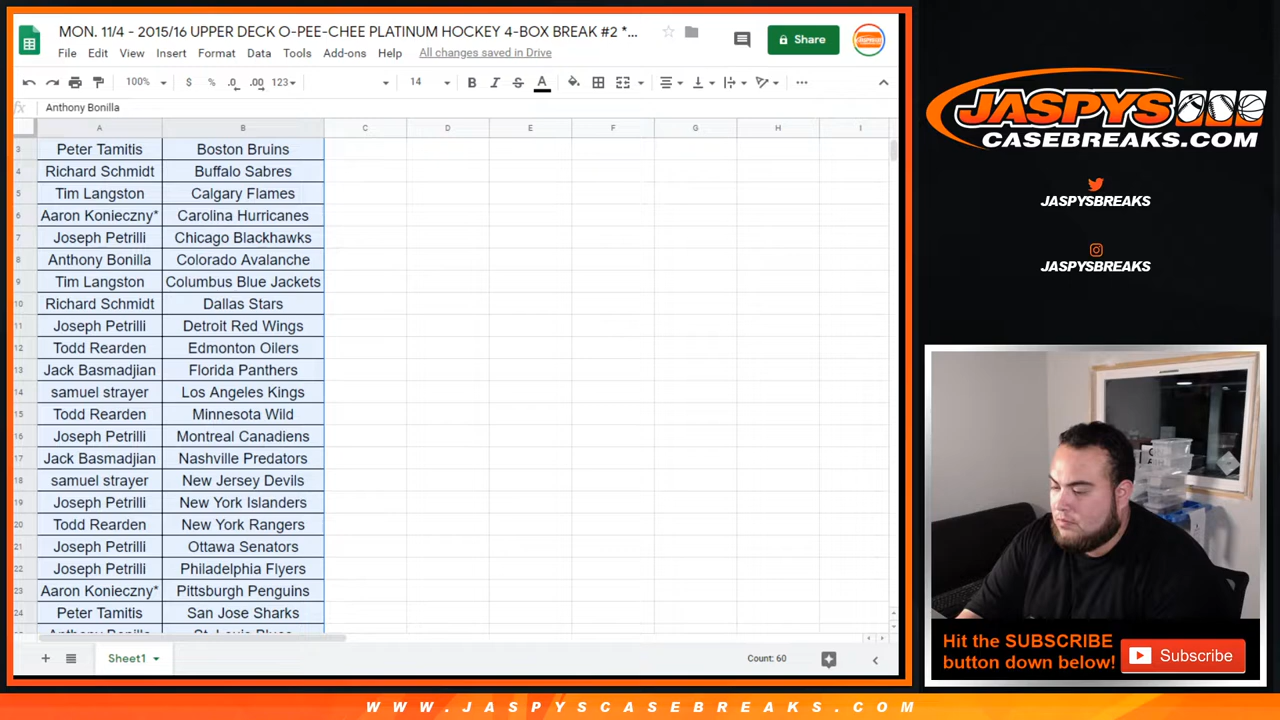 MON. 11/4 - 2015/16 UPPER DECK O-PEE-CHEE PLATINUM HOCKEY 4-BOX BREAK #2 *...
Share
File Edit View Insert Format Data Tools Add-ons Help All changes saved in Drive
100% $ % .0 .00 123 14 B I S A
fx Anthony Bonilla
A B C D E F G H I
3 Peter Tamitis Boston Bruins
4 Richard Schmidt Buffalo Sabres
5 Tim Langston Calgary Flames
6 Aaron Konieczny* Carolina Hurricanes
7 Joseph Petrilli Chicago Blackhawks
8 Anthony Bonilla Colorado Avalanche
9 Tim Langston Columbus Blue Jackets
10 Richard Schmidt Dallas Stars
11 Joseph Petrilli Detroit Red Wings
12 Todd Rearden Edmonton Oilers
13 Jack Basmadjian Florida Panthers
14 samuel strayer Los Angeles Kings
15 Todd Rearden Minnesota Wild
16 Joseph Petrilli Montreal Canadiens
17 Jack Basmadjian Nashville Predators
18 samuel strayer New Jersey Devils
19 Joseph Petrilli New York Islanders
20 Todd Rearden New York Rangers
21 Joseph Petrilli Ottawa Senators
22 Joseph Petrilli Philadelphia Flyers
23 Aaron Konieczny* Pittsburgh Penguins
24 Peter Tamitis San Jose Sharks
Anthony Bonilla St. Louis Blues
Sheet1
Count: 60
JASPYS
CASEBREAKS.COM
JASPYSBREAKS
JASPYSBREAKS
Hit the SUBSCRIBE
button down below!
Subscribe
WWW.JASPYSCASEBREAKS.COM